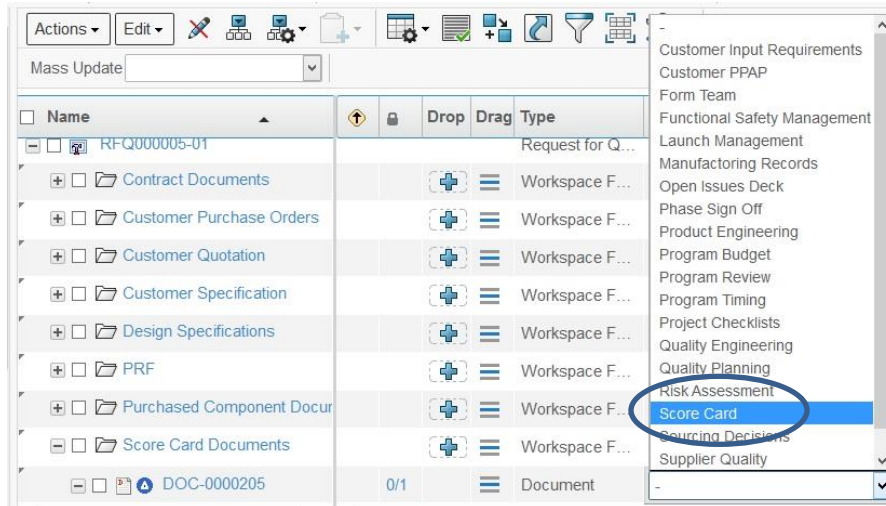 Actions
Edit
Mass Update
Name Drop Drag Type
RFQ000005-01 Request for Q...
Contract Documents Workspace F...
Customer Purchase Orders Workspace F...
Customer Quotation Workspace F...
Customer Specification Workspace F...
Design Specifications Workspace F...
PRF Workspace F...
Purchased Component Docur Workspace F...
Score Card Documents Workspace F...
DOC-0000205 0/1 Document -
-
Customer Input Requirements
Customer PPAP
Form Team
Functional Safety Management
Launch Management
Manufactoring Records
Open Issues Deck
Phase Sign Off
Product Engineering
Program Budget
Program Review
Program Timing
Project Checklists
Quality Engineering
Quality Planning
Risk Assessment
Score Card
Sourcing Decisions
Supplier Quality